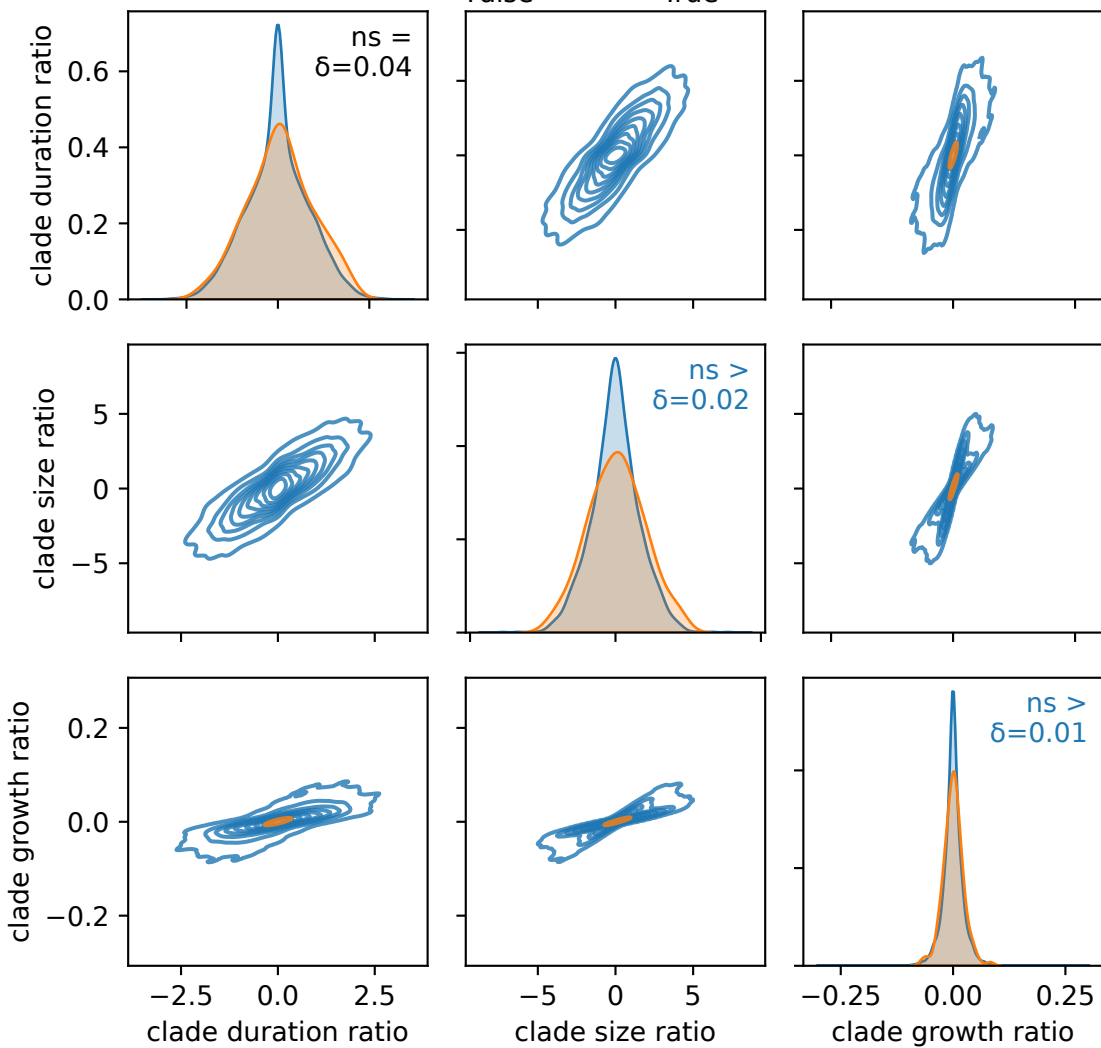 clade duration ratio
0.6
0.4
0.2
0.0
ns =
δ=0.04
clade size ratio
5
0
−5
ns >
δ=0.02
clade growth ratio
0.2
0.0
−0.2
ns >
δ=0.01
−2.5 0.0 2.5
−5 0 5
−0.25 0.00 0.25
clade duration ratio
clade size ratio
clade growth ratio